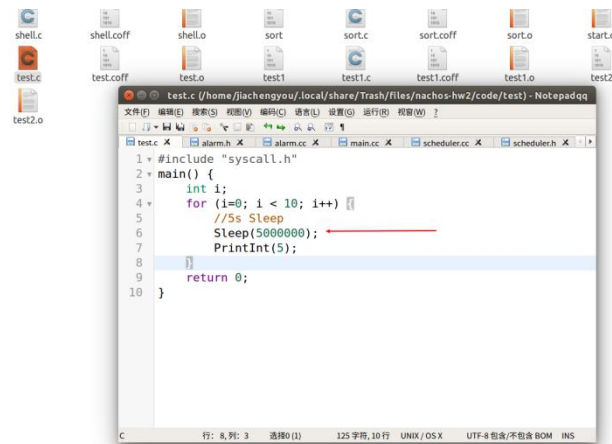 shell.c shell.coff shell.o sort sort.c sort.coff sort.o start.c
test.c test.coff test.o test1 test1.c test1.coff test1.o test2
test2.o
test.c (/home/jiachengyou/.local/share/Trash/files/nachos-hw2/code/test) - Notepadqq
文件(F) 编辑(E) 搜索(S) 视图(V) 编码(C) 语言(L) 设置(G) 运行(R) 视窗(W) ?
test.c alarm.h alarm.cc main.cc scheduler.cc scheduler.h
1 #include "syscall.h"
2 main() {
3 int i;
4 for (i=0; i < 10; i++) {
5 //5s Sleep
6 Sleep(5000000);
7 PrintInt(5);
8 }
9 return 0;
10 }
C 行: 8, 列: 3 选择0 (1) 125 字符, 10 行 UNIX / OS X UTF-8 包含/不包含 BOM INS